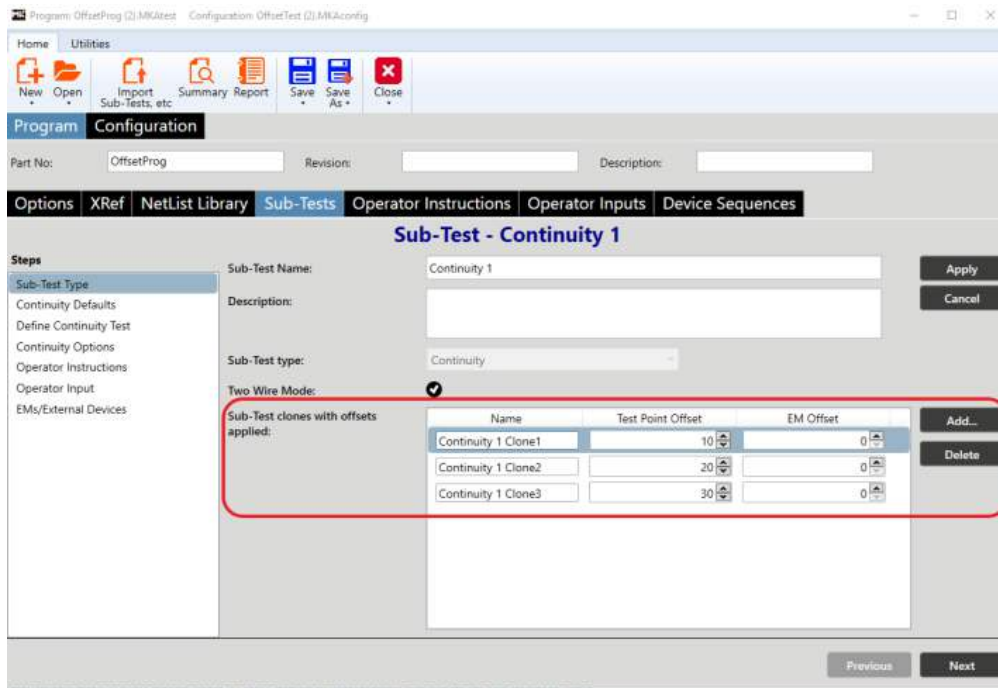 Program: OffsetProg (2).MKAtest Configuration: OffsetTest (2).MKAconfig
Home Utilities
New Open Import Sub-Tests, etc Summary Report Save Save As Close
Program Configuration
Part No: OffsetProg Revision: Description:
Options XRef NetList Library Sub-Tests Operator Instructions Operator Inputs Device Sequences
Sub-Test - Continuity 1
Steps
Sub-Test Type
Continuity Defaults
Define Continuity Test
Continuity Options
Operator Instructions
Operator Input
EMs/External Devices
Sub-Test Name: Continuity 1
Description:
Sub-Test type: Continuity
Two Wire Mode:
Sub-Test clones with offsets
applied:
Name Test Point Offset EM Offset
Continuity 1 Clone1 10 0
Continuity 1 Clone2 20 0
Continuity 1 Clone3 30 0
Apply
Cancel
Add...
Delete
Previous Next